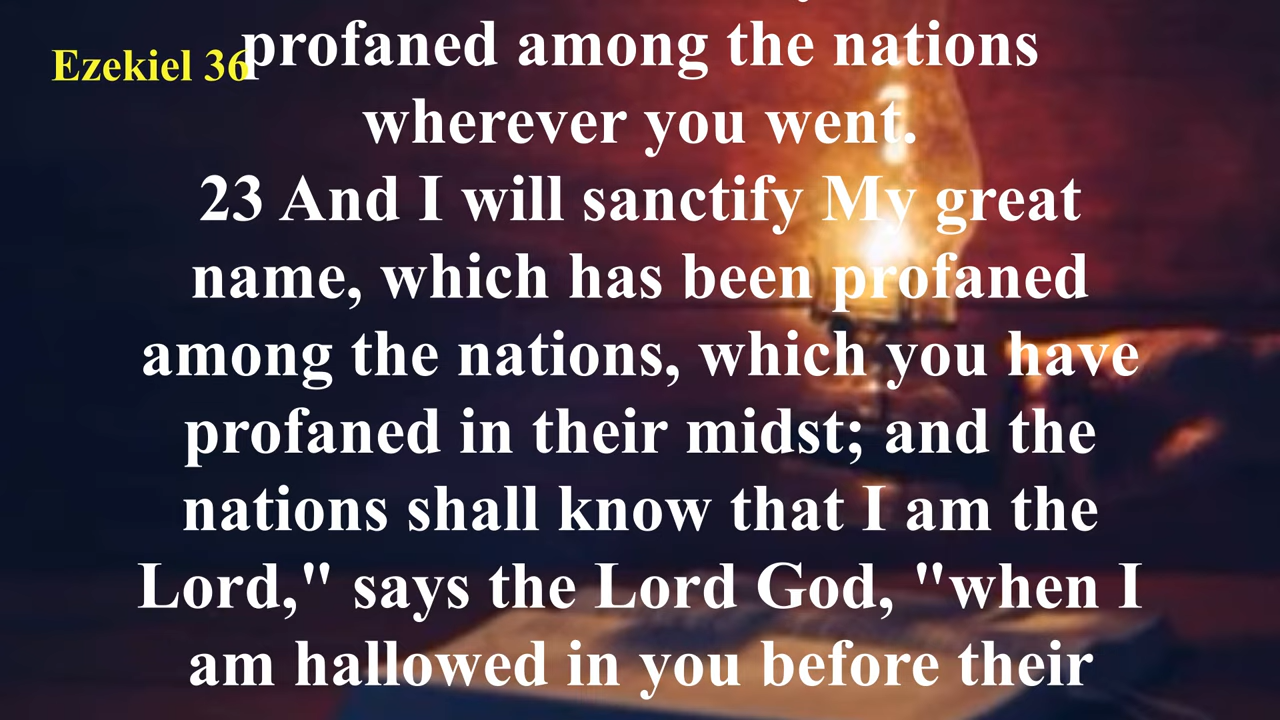 Ezekiel 36
profaned among the nations
wherever you went.
23 And I will sanctify My great
name, which has been profaned
among the nations, which you have
profaned in their midst; and the
nations shall know that I am the
Lord," says the Lord God, "when I
am hallowed in you before their